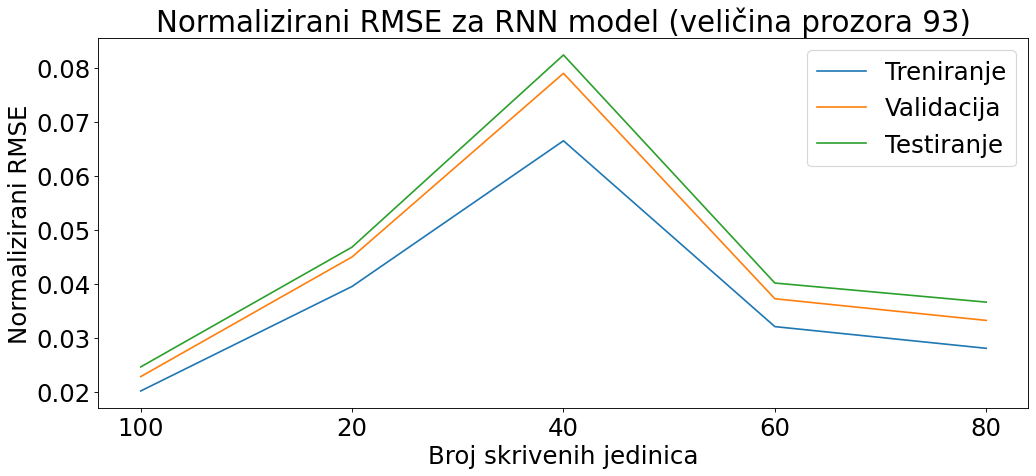 Normalizirani RMSE za RNN model (veličina prozora 93)
Normalizirani RMSE
0.08
0.07
0.06
0.05
0.04
0.03
0.02
Treniranje
Validacija
Testiranje
100 20 40 60 80
Broj skrivenih jedinica